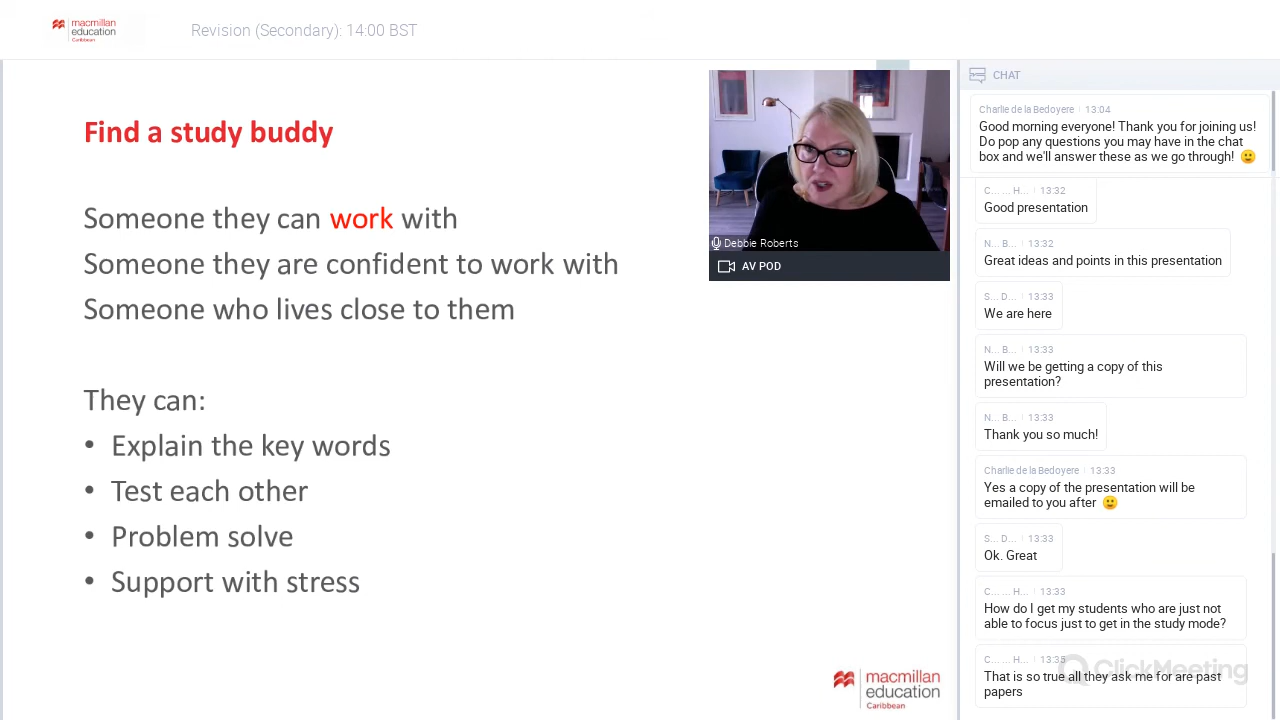 macmillan
education
Caribbean
Revision (Secondary): 14:00 BST
Find a study buddy
Someone they can work with
Someone they are confident to work with
Someone who lives close to them
They can:
• Explain the key words
• Test each other
• Problem solve
• Support with stress
Debbie Roberts
AV POD
macmillan
education
Caribbean
CHAT
Charlie de la Bedoyere 13:04
Good morning everyone! Thank you for joining us!
Do pop any questions you may have in the chat
box and we'll answer these as we go through! 🙂
C... ... H... 13:32
Good presentation
N... B... 13:32
Great ideas and points in this presentation
S... D... 13:33
We are here
N... B... 13:33
Will we be getting a copy of this
presentation?
N... B... 13:33
Thank you so much!
Charlie de la Bedoyere 13:33
Yes a copy of the presentation will be
emailed to you after 🙂
S... D... 13:33
Ok. Great
C... ... H... 13:33
How do I get my students who are just not
able to focus just to get in the study mode?
C... ... H... 13:35
That is so true all they ask me for are past
papers
ClickMeeting